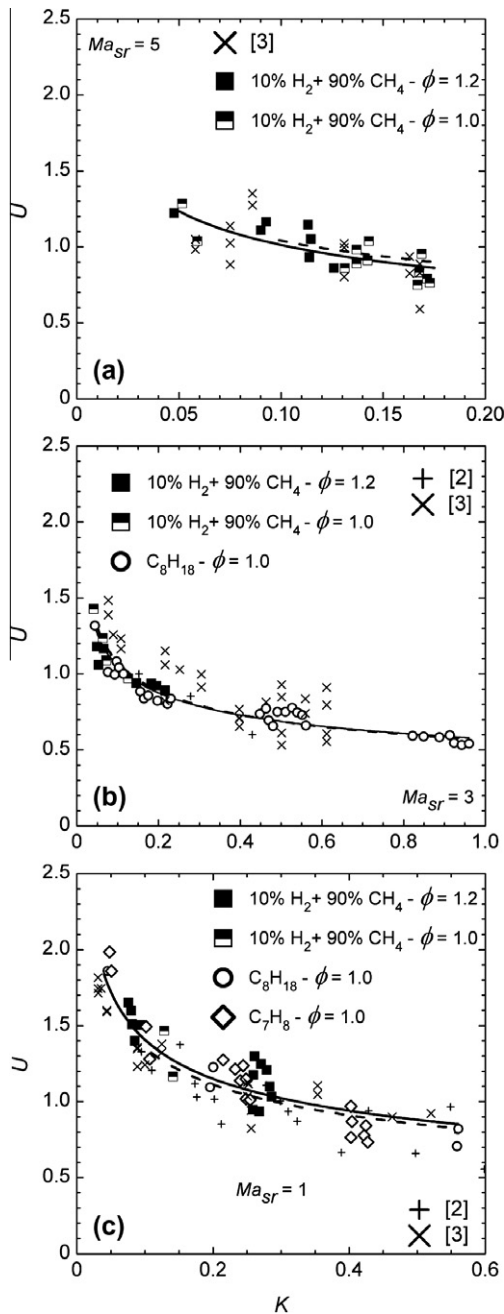 2.5
Ma_sr = 5
[3]
2.0
10% H₂+ 90% CH₄ - ϕ = 1.2
10% H₂+ 90% CH₄ - ϕ = 1.0
1.5
U
1.0
0.5
(a)
0
0 0.05 0.10 0.15 0.20
2.5
10% H₂+ 90% CH₄ - ϕ = 1.2
[2]
[3]
2.0
10% H₂+ 90% CH₄ - ϕ = 1.0
C₈H₁₈ - ϕ = 1.0
1.5
U
1.0
0.5
(b)
Ma_sr = 3
0
0 0.2 0.4 0.6 0.8 1.0
2.5
10% H₂+ 90% CH₄ - ϕ = 1.2
10% H₂+ 90% CH₄ - ϕ = 1.0
2.0
C₈H₁₈ - ϕ = 1.0
C₇H₈ - ϕ = 1.0
1.5
U
1.0
0.5
Ma_sr = 1
[2]
(c)
[3]
0
0 0.2 0.4 0.6
K